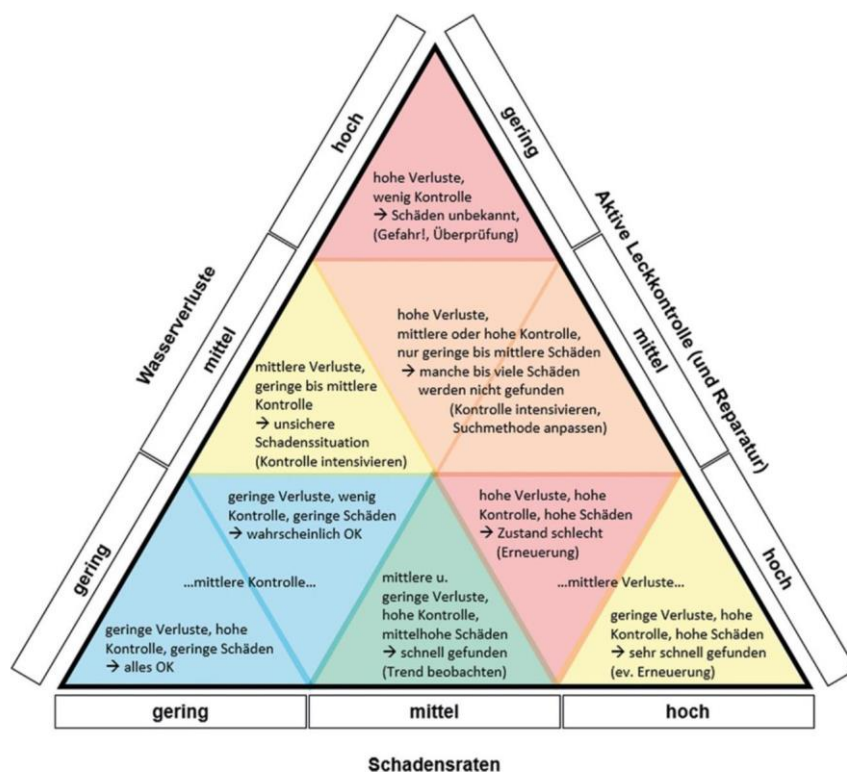 hoch
gering
hohe Verluste,
wenig Kontrolle
→ Schäden unbekannt,
(Gefahr!, Überprüfung)
Wasserverluste
mittel
Aktive Leckkontrolle (und Reparatur)
mittel
hohe Verluste,
mittlere oder hohe Kontrolle,
nur geringe bis mittlere Schäden
→ manche bis viele Schäden
werden nicht gefunden
(Kontrolle intensivieren,
Suchmethode anpassen)
mittlere Verluste,
geringe bis mittlere
Kontrolle
→ unsichere
Schadenssituation
(Kontrolle intensivieren)
gering
hoch
geringe Verluste, wenig
Kontrolle, geringe Schäden
→ wahrscheinlich OK
hohe Verluste, hohe
Kontrolle, hohe Schäden
→ Zustand schlecht
(Erneuerung)
...mittlere Kontrolle...
...mittlere Verluste...
geringe Verluste, hohe
Kontrolle, geringe Schäden
→ alles OK
mittlere u.
geringe Verluste,
hohe Kontrolle,
mittelhohe Schäden
→ schnell gefunden
(Trend beobachten)
geringe Verluste, hohe
Kontrolle, hohe Schäden
→ sehr schnell gefunden
(ev. Erneuerung)
gering
mittel
hoch
Schadensraten